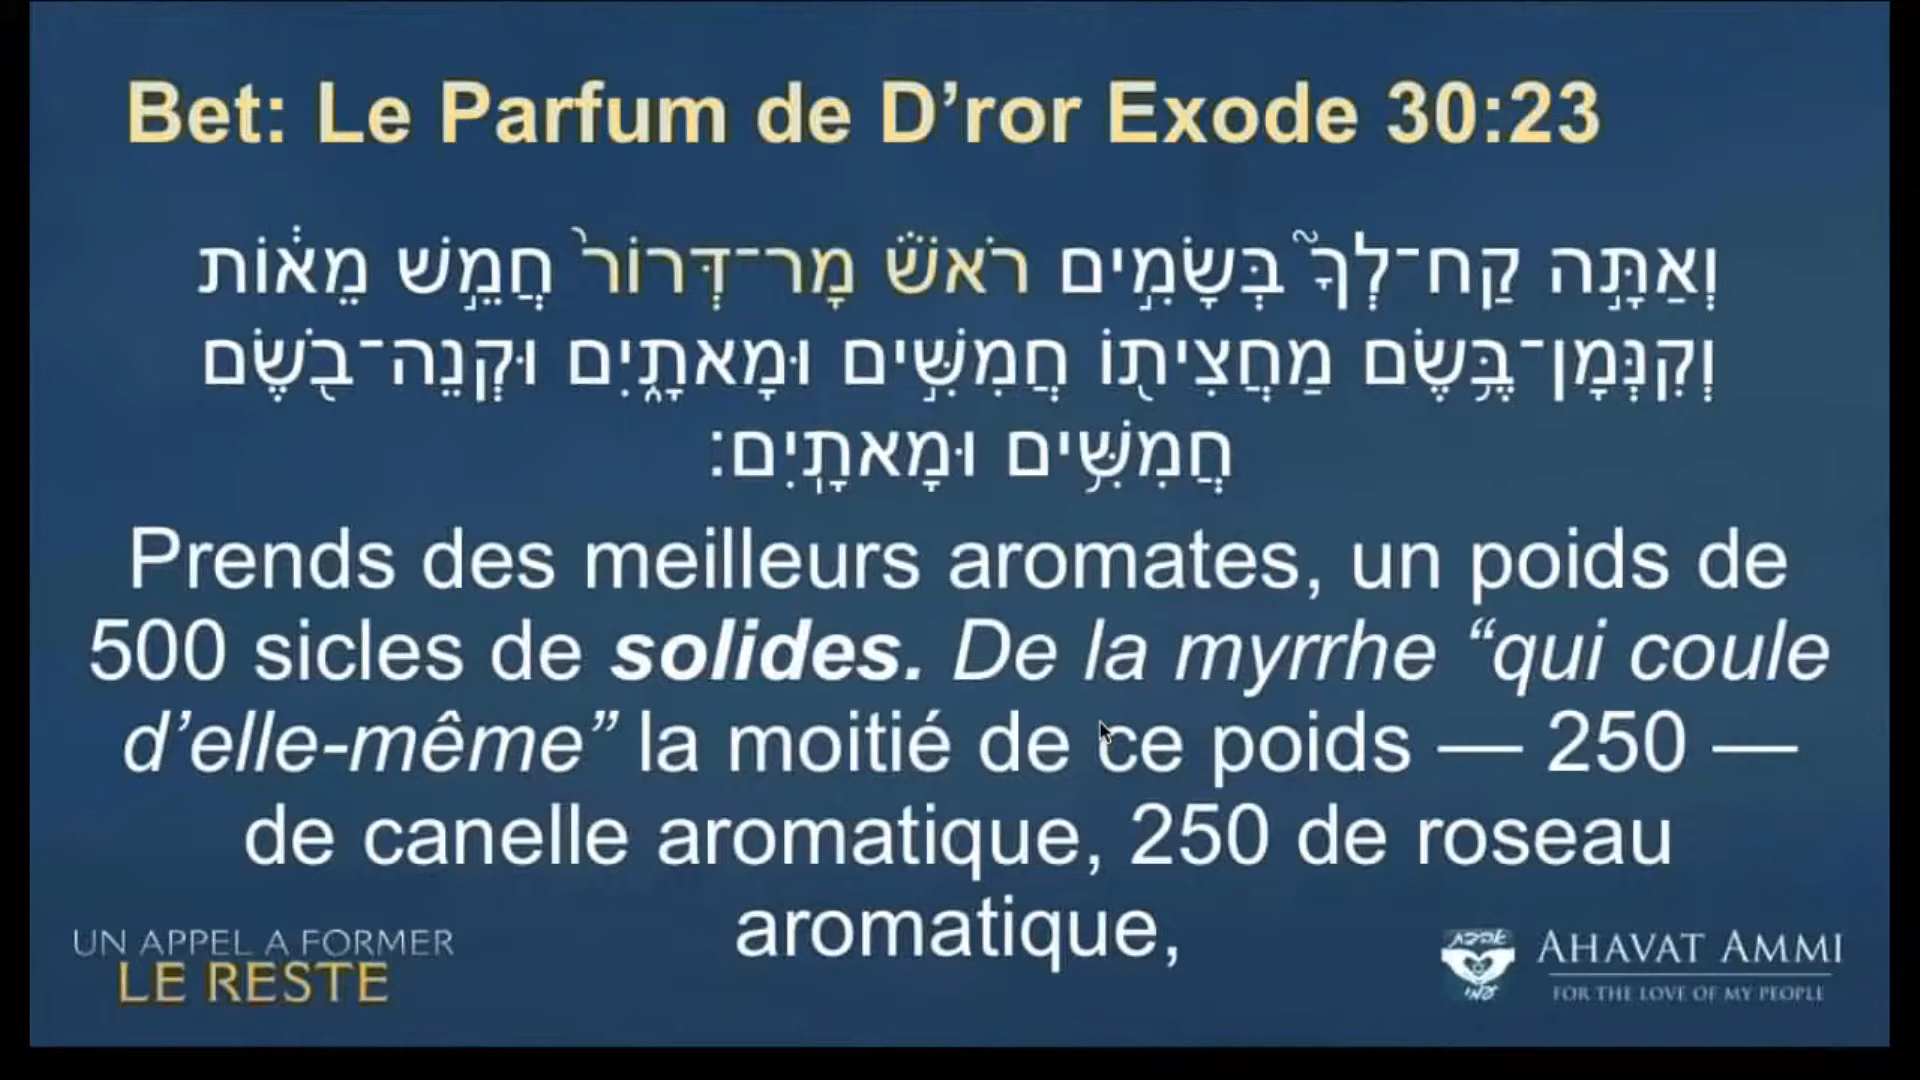 Bet: Le Parfum de D’ror Exode 30:23
וְאַתָּ֣ה קַח־לְךָ֮ בְּשָׂמִ֣ים רֹאשׁ֒ מָר־דְּרוֹר֙ חֲמֵ֣שׁ מֵא֔וֹת
וְקִנְּמָן־בֶּ֥שֶׂם מַחֲצִית֖וֹ חֲמִשִּׁ֣ים וּמָאתָ֑יִם וּקְנֵה־בֹ֖שֶׂם
חֲמִשִּׁ֥ים וּמָאתָֽיִם׃
Prends des meilleurs aromates, un poids de
500 sicles de solides. De la myrrhe “qui coule
d’elle-même” la moitié de ce poids — 250 —
de canelle aromatique, 250 de roseau
aromatique,
UN APPEL A FORMER
LE RESTE
אהבת
עמי
AHAVAT AMMI
FOR THE LOVE OF MY PEOPLE